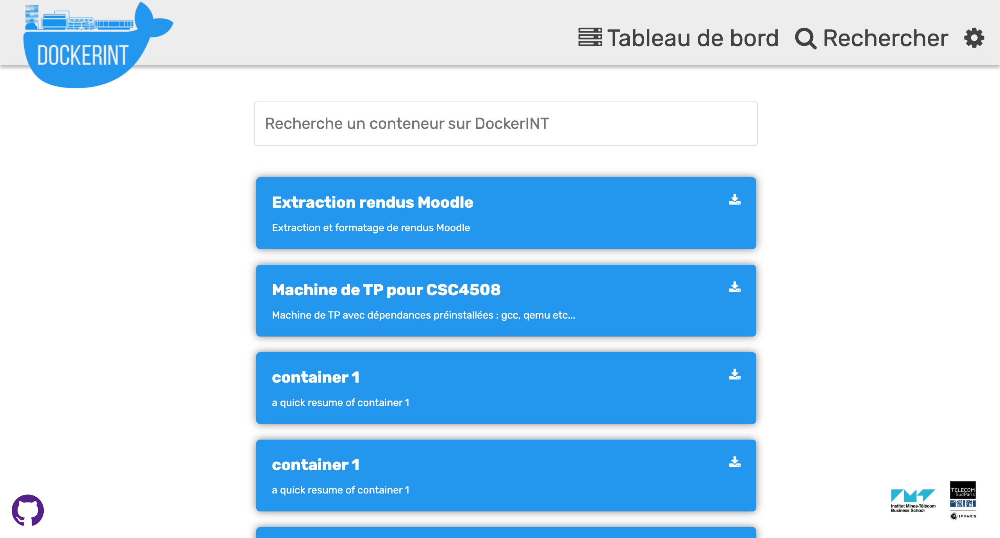 DOCKERINT
Tableau de bord
Rechercher
Recherche un conteneur sur DockerINT
Extraction rendus Moodle
Extraction et formatage de rendus Moodle
Machine de TP pour CSC4508
Machine de TP avec dépendances préinstallées : gcc, qemu etc...
container 1
a quick resume of container 1
container 1
a quick resume of container 1
Institut Mines-Télécom
Business School
TELECOM
SudParis
IP PARIS